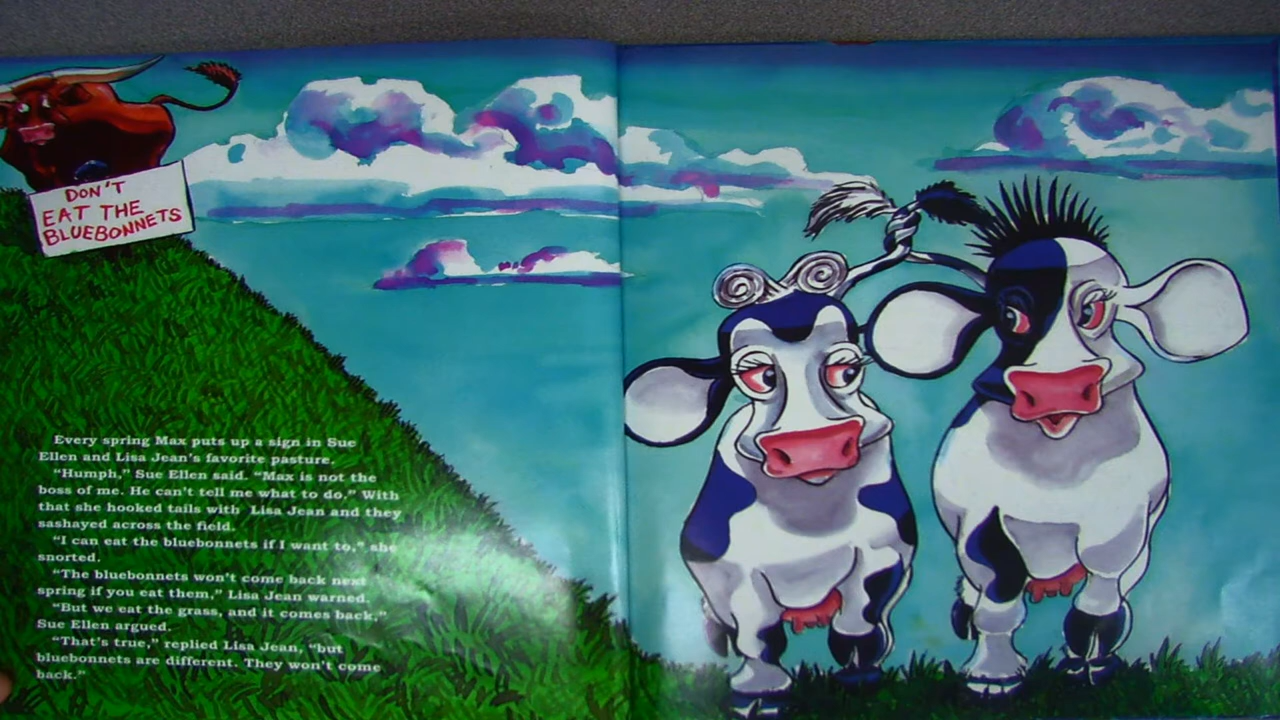 DON'T
EAT THE
BLUEBONNETS
Every spring Max puts up a sign in Sue
Ellen and Lisa Jean's favorite pasture.
"Humph," Sue Ellen said. "Max is not the
boss of me. He can't tell me what to do." With
that she hooked tails with Lisa Jean and they
sashayed across the field.
"I can eat the bluebonnets if I want to," she
snorted.
"The bluebonnets won't come back next
spring if you eat them," Lisa Jean warned.
"But we eat the grass, and it comes back,"
Sue Ellen argued.
"That's true," replied Lisa Jean, "but
bluebonnets are different. They won't come
back."